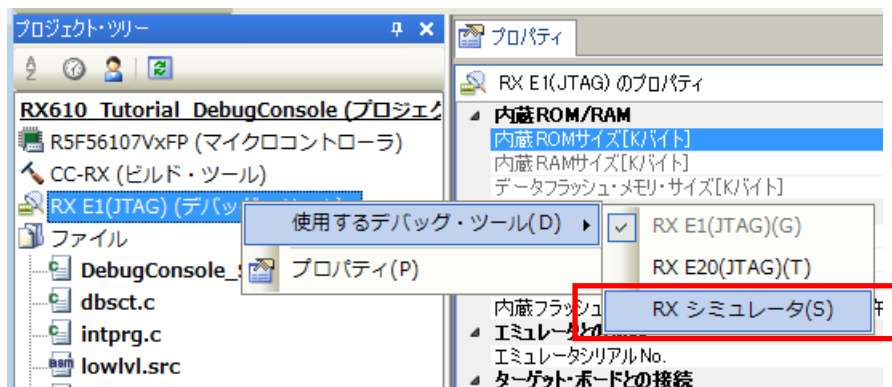 プロジェクト・ツリー
RX610_Tutorial_DebugConsole (プロジェク
R5F56107VxFP (マイクロコントローラ)
CC-RX (ビルド・ツール)
RX E1(JTAG) (デバッグ
ファイル
DebugConsole_
dbsct.c
intprg.c
lowlvl.src
使用するデバッグ・ツール(D)
プロパティ(P)
RX E1(JTAG)(G)
RX E20(JTAG)(T)
RX シミュレータ(S)
プロパティ
RX E1(JTAG) のプロパティ
内蔵ROM/RAM
内蔵ROMサイズ[Kバイト]
内蔵RAMサイズ[Kバイト]
データフラッシュ・メモリ・サイズ[Kバイト]
内蔵フラッシュ
エミュレータとの
エミュレータシリアルNo.
ターゲット・ボードとの接続